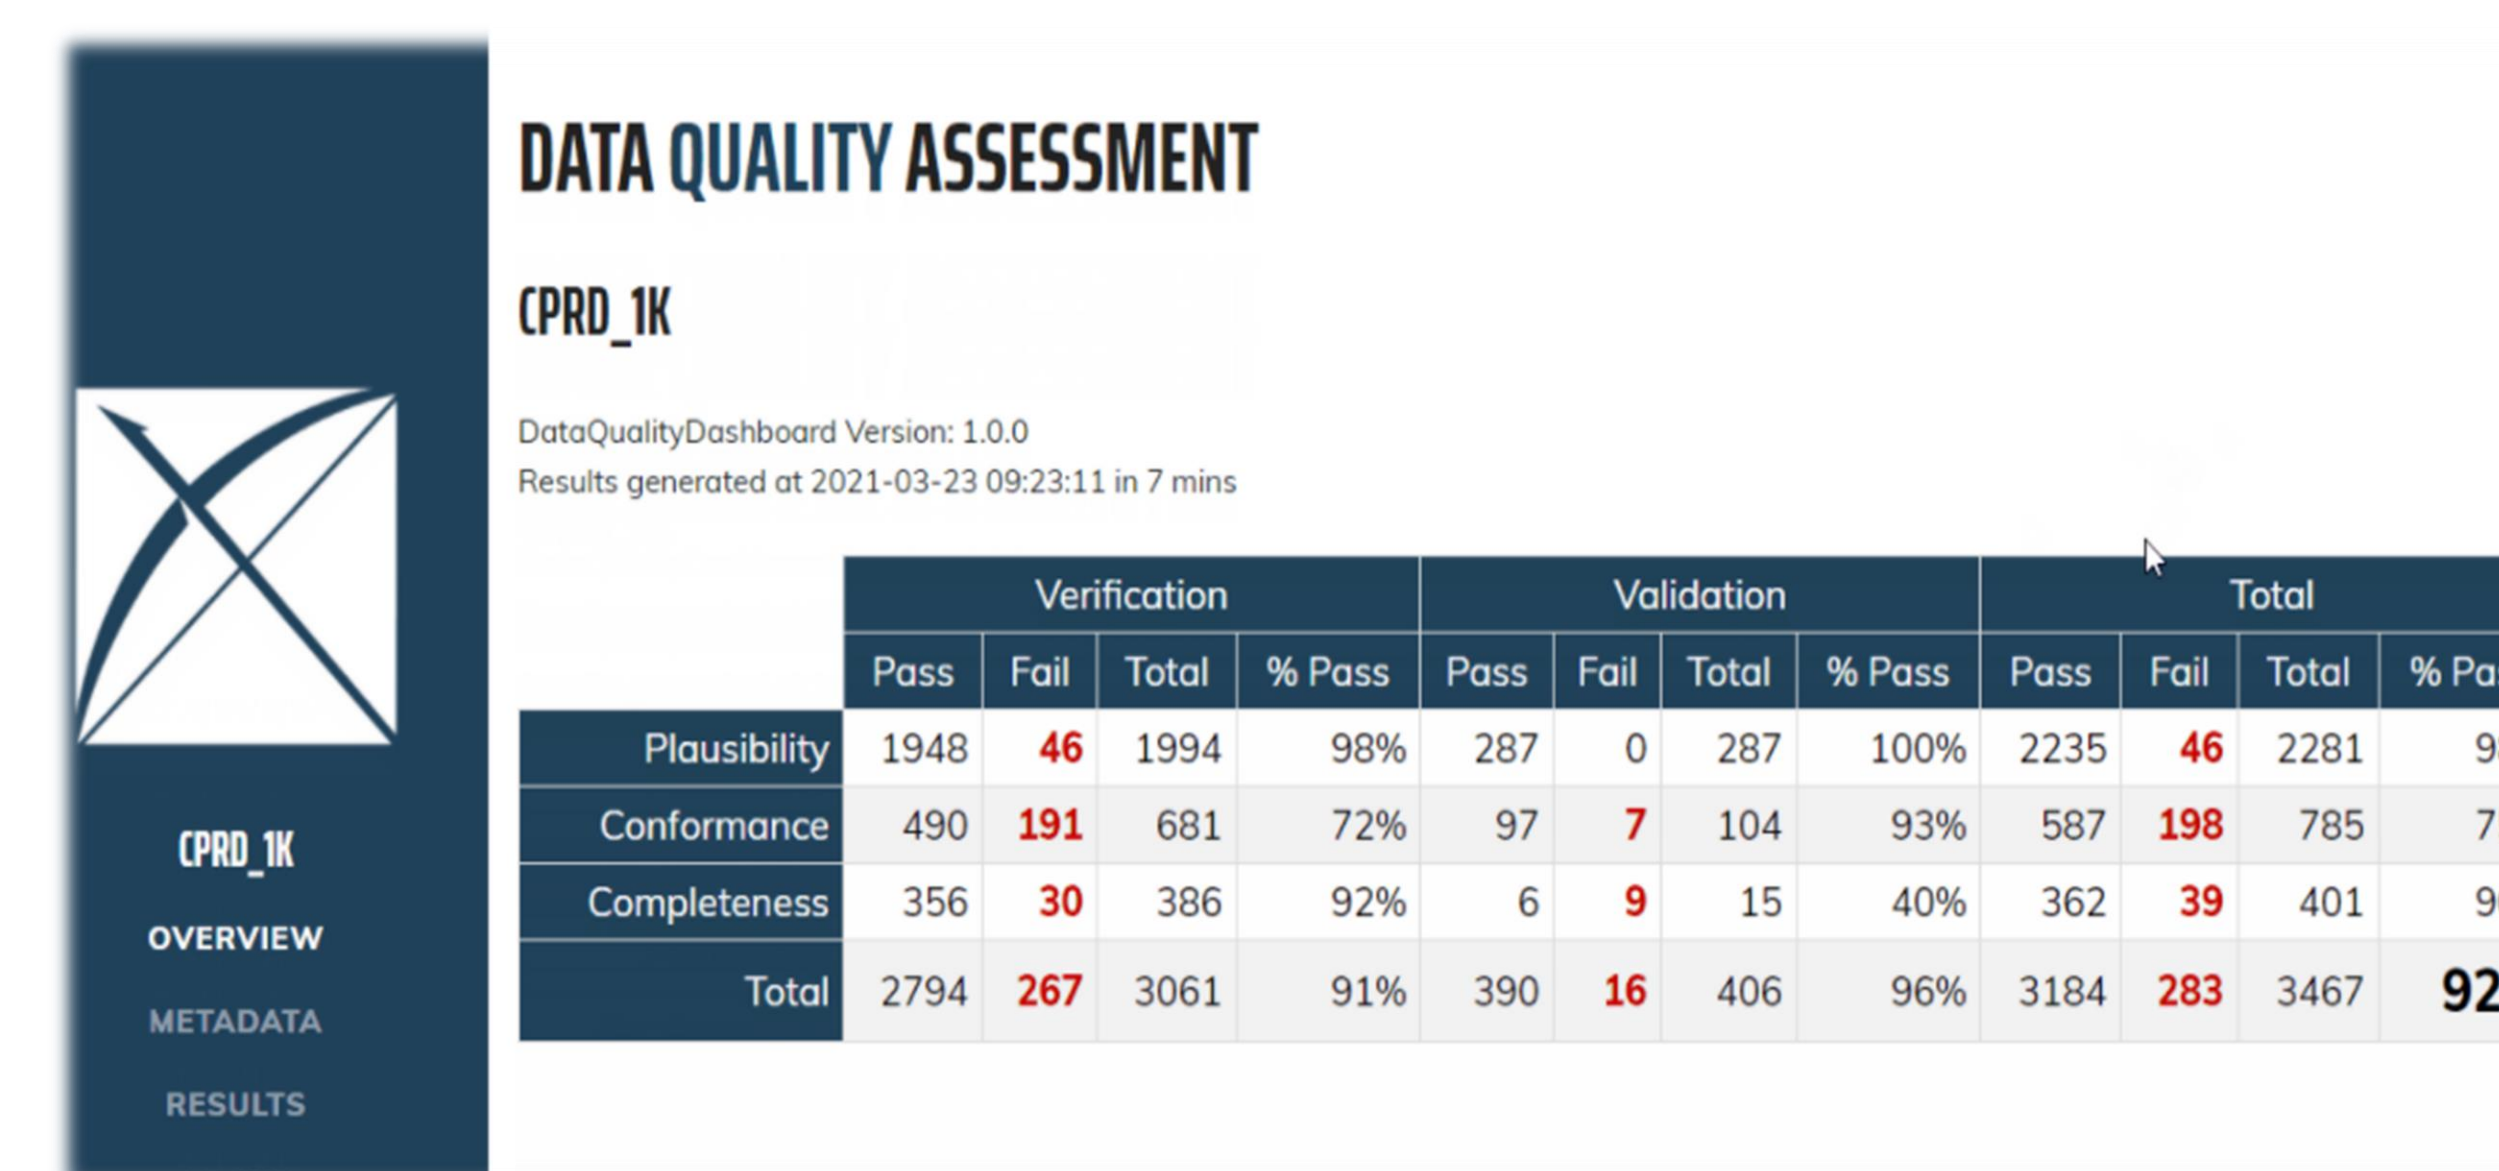 DATA QUALITY ASSESSMENT
CPRD_1K
DataQualityDashboard Version: 1.0.0
Results generated at 2021-03-23 09:23:11 in 7 mins
Verification Validation Total
Pass Fail Total % Pass Pass Fail Total % Pass Pass Fail Total %
Plausibility 1948 46 1994 98% 287 0 287 100% 2235 46 2281
Conformance 490 191 681 72% 97 7 104 93% 587 198 785
Completeness 356 30 386 92% 6 9 15 40% 362 39 401
Total 2794 267 3061 91% 390 16 406 96% 3184 283 3467 92
CPRD_1K
OVERVIEW
METADATA
RESULTS